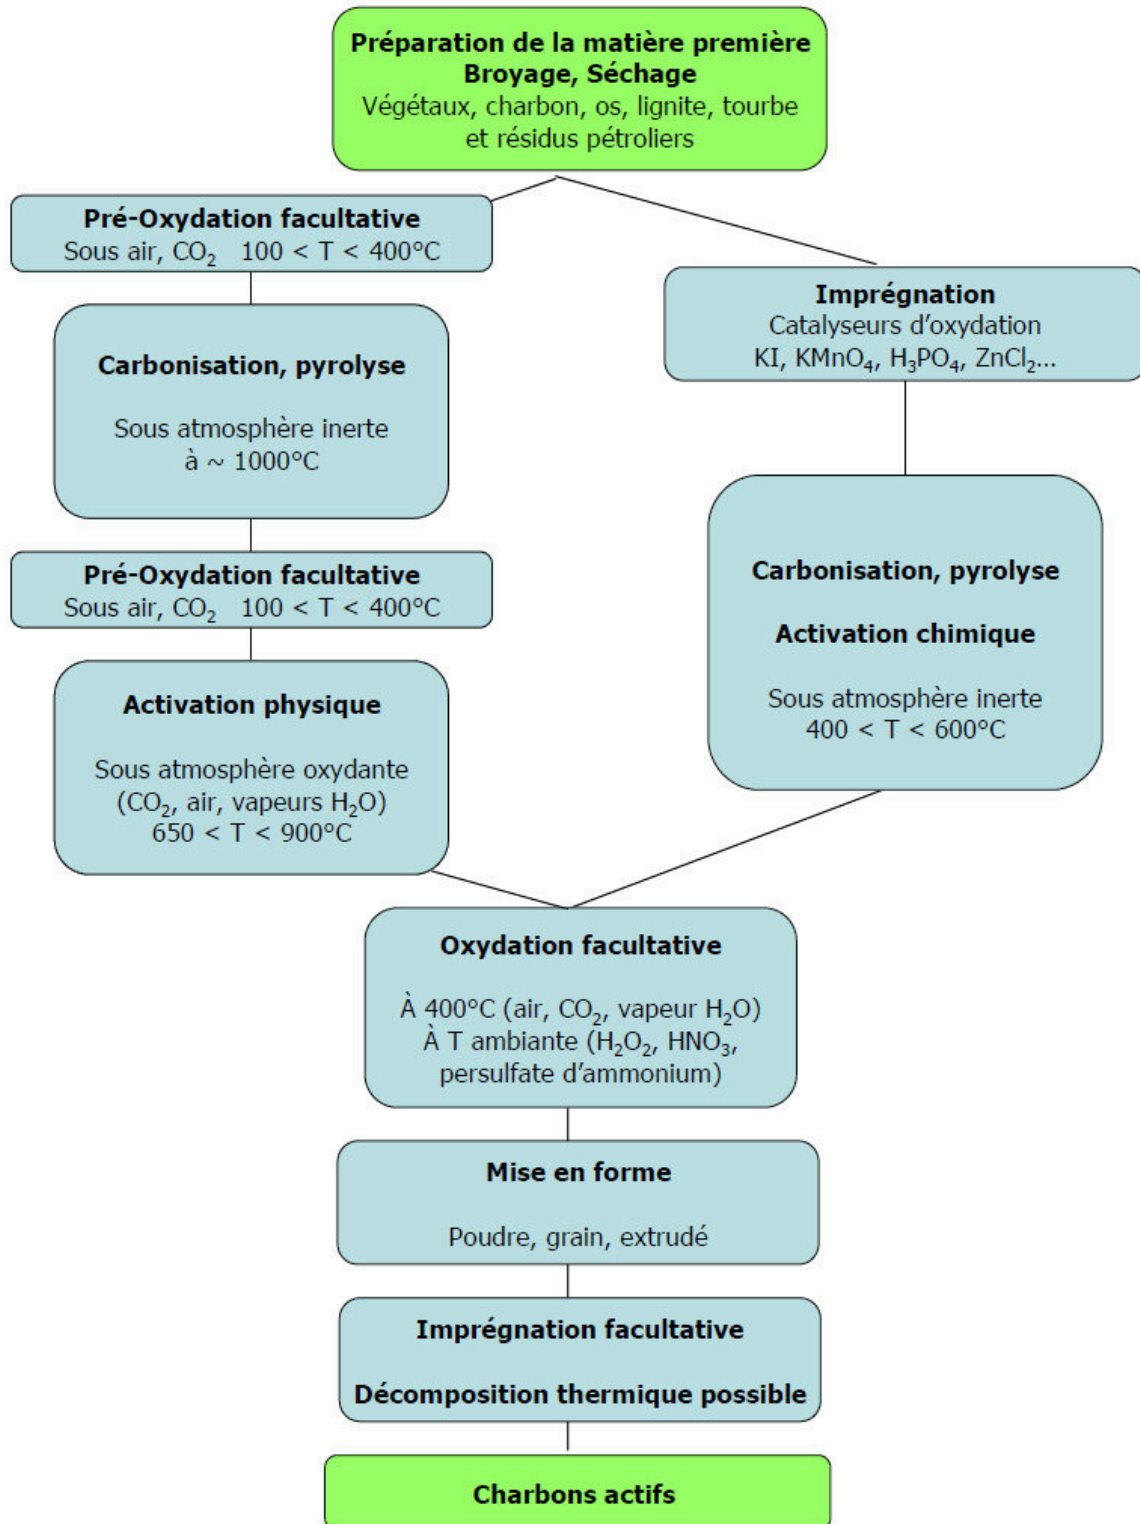 Préparation de la matière première
Broyage, Séchage
Végétaux, charbon, os, lignite, tourbe
et résidus pétroliers
Pré-Oxydation facultative
Sous air, CO₂ 100 < T < 400°C
Carbonisation, pyrolyse
Sous atmosphère inerte
à ~ 1000°C
Pré-Oxydation facultative
Sous air, CO₂ 100 < T < 400°C
Activation physique
Sous atmosphère oxydante
(CO₂, air, vapeurs H₂O)
650 < T < 900°C
Imprégnation
Catalyseurs d’oxydation
KI, KMnO₄, H₃PO₄, ZnCl₂...
Carbonisation, pyrolyse
Activation chimique
Sous atmosphère inerte
400 < T < 600°C
Oxydation facultative
À 400°C (air, CO₂, vapeur H₂O)
À T ambiante (H₂O₂, HNO₃,
persulfate d’ammonium)
Mise en forme
Poudre, grain, extrudé
Imprégnation facultative
Décomposition thermique possible
Charbons actifs